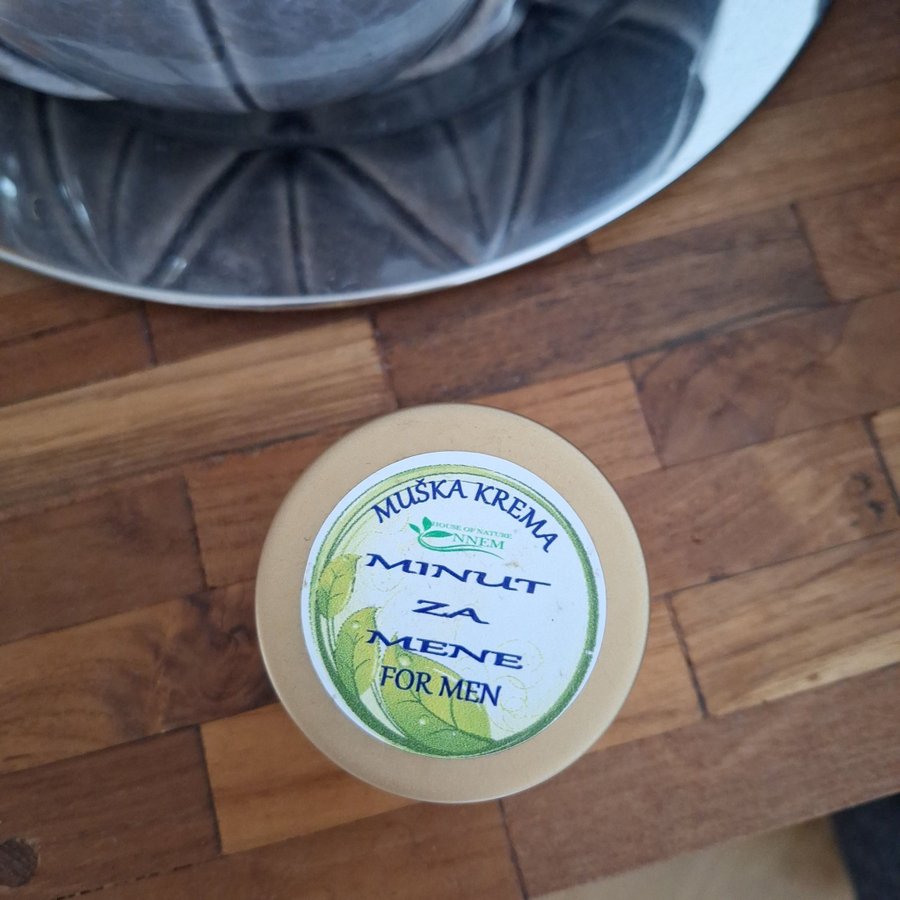 MUŠKA KREMA
HOUSE OF NATURE
NNEM
MINUT
ZA
MENE
FOR MEN